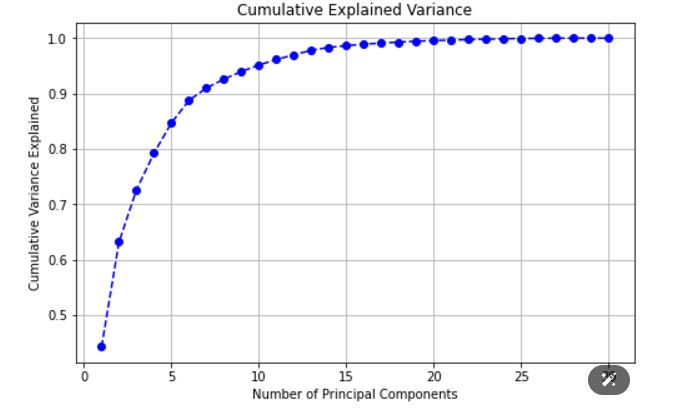 Cumulative Explained Variance
1.0
0.9
0.8
0.7
0.6
0.5
Cumulative Variance Explained
0 5 10 15 20 25
Number of Principal Components